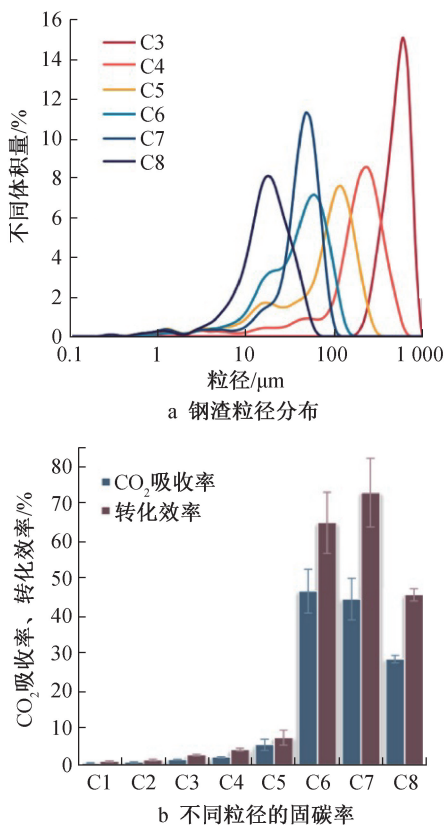 不同体积量/%
16
14
12
10
8
6
4
2
0
C3
C4
C5
C6
C7
C8
0.1
1
10
100
1 000
粒径/μm
a 钢渣粒径分布
CO₂吸收率、转化效率/%
80
70
60
50
40
30
20
10
0
CO₂吸收率
转化效率
C1
C2
C3
C4
C5
C6
C7
C8
b 不同粒径的固碳率